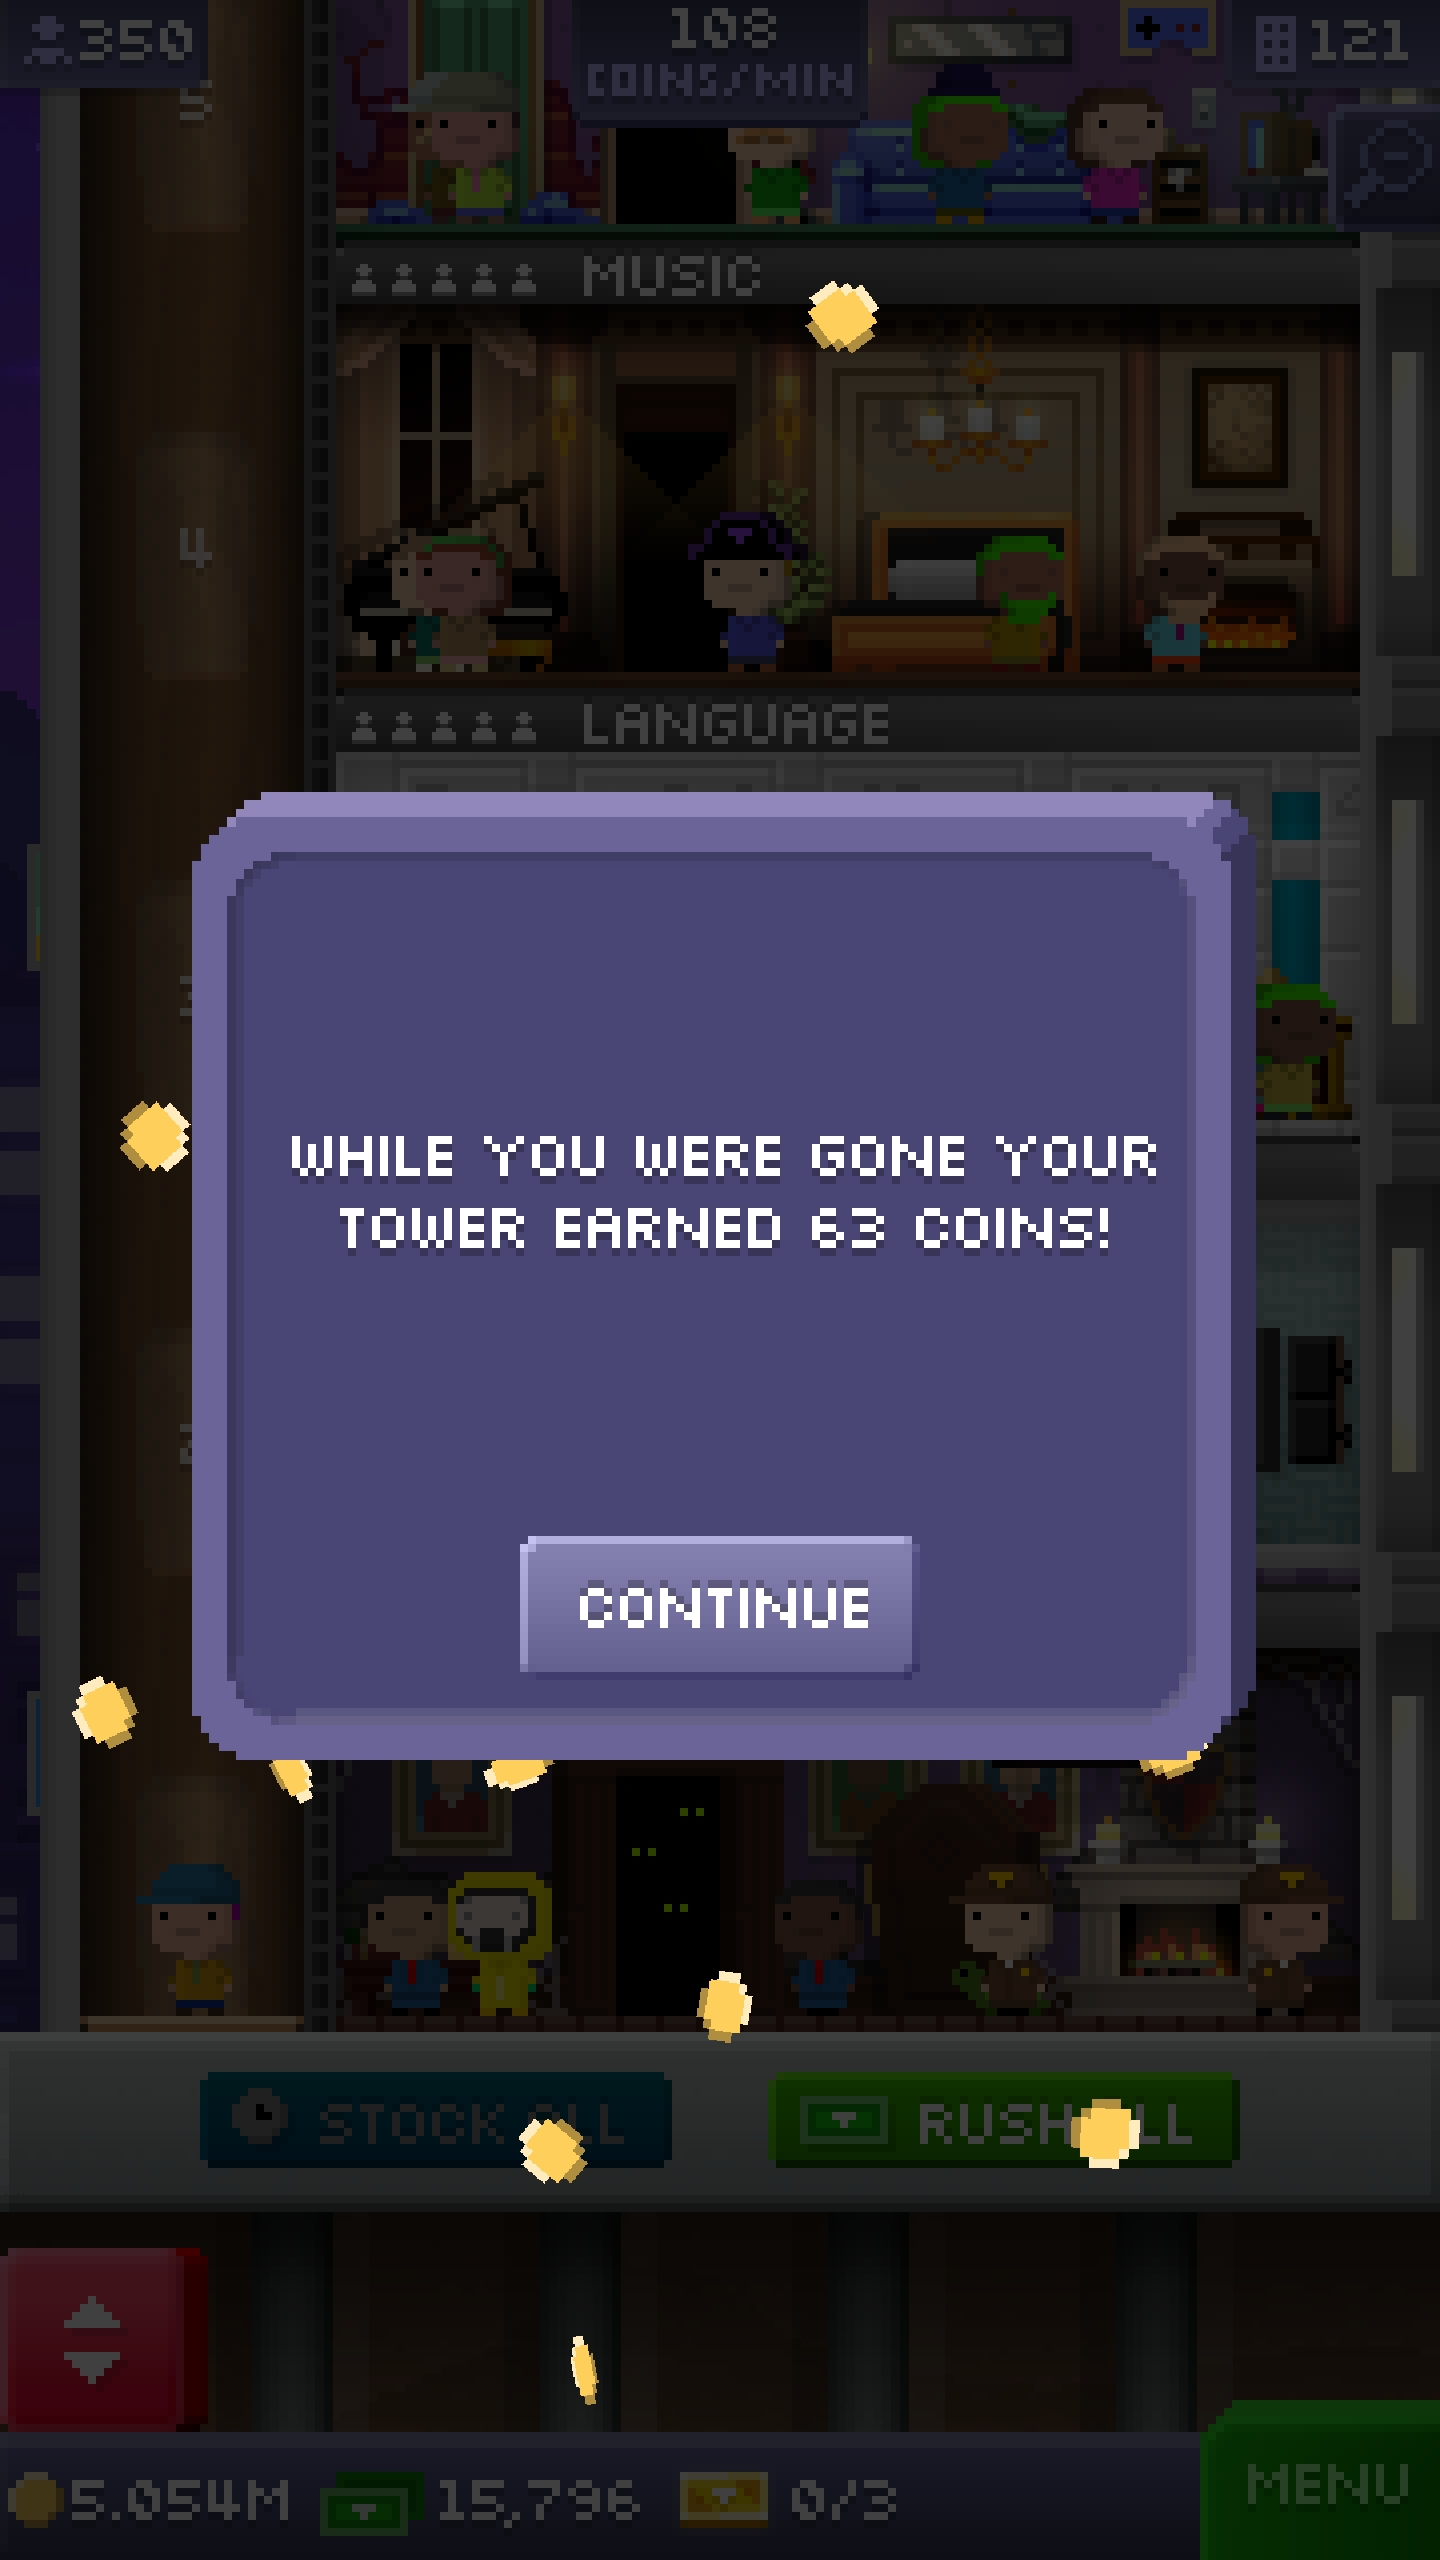 350
108
COINS/MIN
121
5
MUSIC
4
LANGUAGE
WHILE YOU WERE GONE YOUR
TOWER EARNED 63 COINS!
CONTINUE
RUSH
5.054M
15,796
0/3
MENU
STOCK